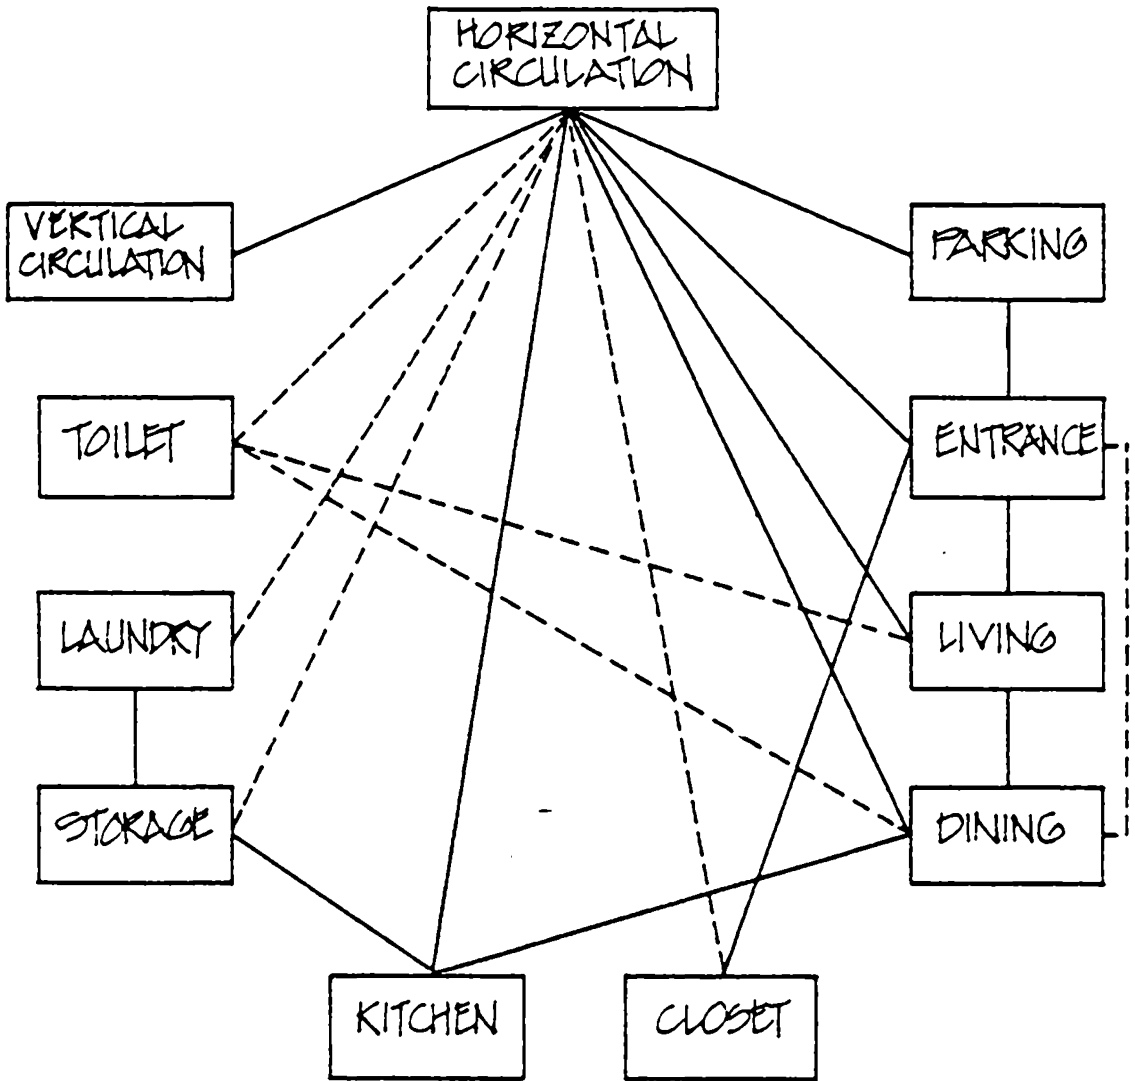 HORIZONTAL
CIRCULATION
VERTICAL
CIRCULATION
PARKING
TOILET
ENTRANCE
LAUNDRY
LIVING
STORAGE
DINING
KITCHEN
CLOSET